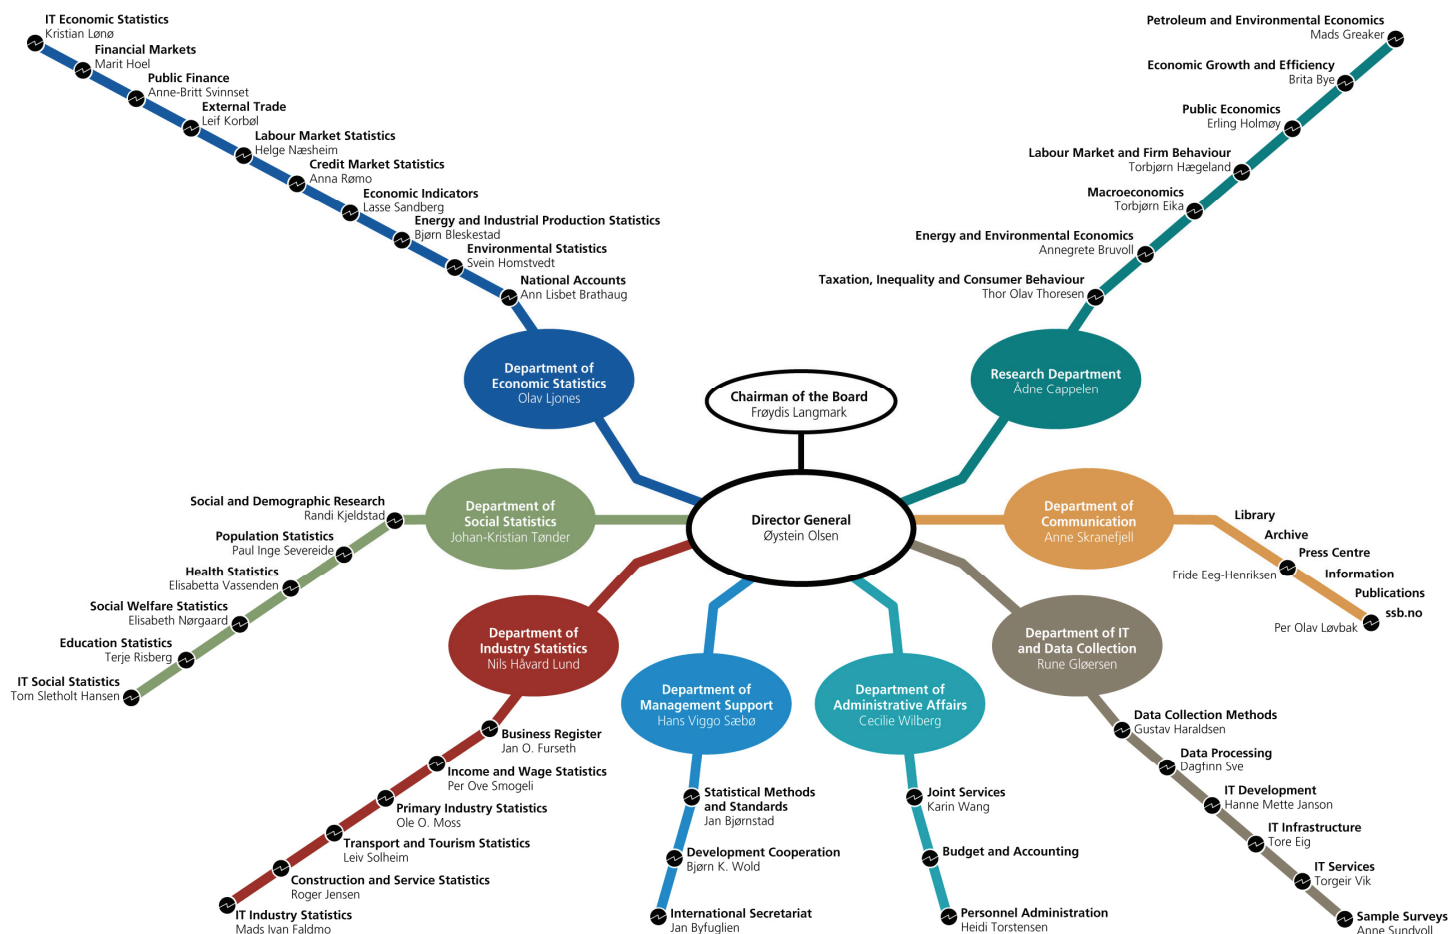 IT Economic Statistics
Kristian Lønø
Financial Markets
Marit Hoel
Public Finance
Anne-Britt Svinnset
External Trade
Leif Korbøl
Labour Market Statistics
Helge Næsheim
Credit Market Statistics
Anna Rømo
Economic Indicators
Lasse Sandberg
Energy and Industrial Production Statistics
Bjørn Bleskestad
Environmental Statistics
Svein Homstvedt
National Accounts
Ann Lisbet Brathaug
Department of
Economic Statistics
Olav Ljones
Petroleum and Environmental Economics
Mads Greaker
Economic Growth and Efficiency
Brita Bye
Public Economics
Erling Holmøy
Labour Market and Firm Behaviour
Torbjørn Hægeland
Macroeconomics
Torbjørn Eika
Energy and Environmental Economics
Annegrete Bruvoll
Taxation, Inequality and Consumer Behaviour
Thor Olav Thoresen
Research Department
Ådne Cappelen
Chairman of the Board
Frøydis Langmark
Director General
Øystein Olsen
Department of
Social Statistics
Johan-Kristian Tønder
Social and Demographic Research
Randi Kjeldstad
Population Statistics
Paul Inge Severeide
Health Statistics
Elisabetta Vassenden
Social Welfare Statistics
Elisabeth Nørgaard
Education Statistics
Terje Risberg
IT Social Statistics
Tom Sletholt Hansen
Department of
Communication
Anne Skranefjell
Library
Archive
Press Centre
Fride Eeg-Henriksen
Information
Publications
ssb.no
Per Olav Løvbak
Department of
Industry Statistics
Nils Håvard Lund
Business Register
Jan O. Furseth
Income and Wage Statistics
Per Ove Smogeli
Primary Industry Statistics
Ole O. Moss
Transport and Tourism Statistics
Leiv Solheim
Construction and Service Statistics
Roger Jensen
IT Industry Statistics
Mads Ivan Faldmo
Department of
Management Support
Hans Viggo Sæbø
Statistical Methods
and Standards
Jan Bjørnstad
Development Cooperation
Bjørn K. Wold
International Secretariat
Jan Byfuglien
Department of
Administrative Affairs
Cecilie Wilberg
Joint Services
Karin Wang
Budget and Accounting
Personnel Administration
Heidi Torstensen
Department of IT
and Data Collection
Rune Gløersen
Data Collection Methods
Gustav Haraldsen
Data Processing
Dagfinn Sve
IT Development
Hanne Mette Janson
IT Infrastructure
Tore Eig
IT Services
Torgeir Vik
Sample Surveys
Anne Sundvoll